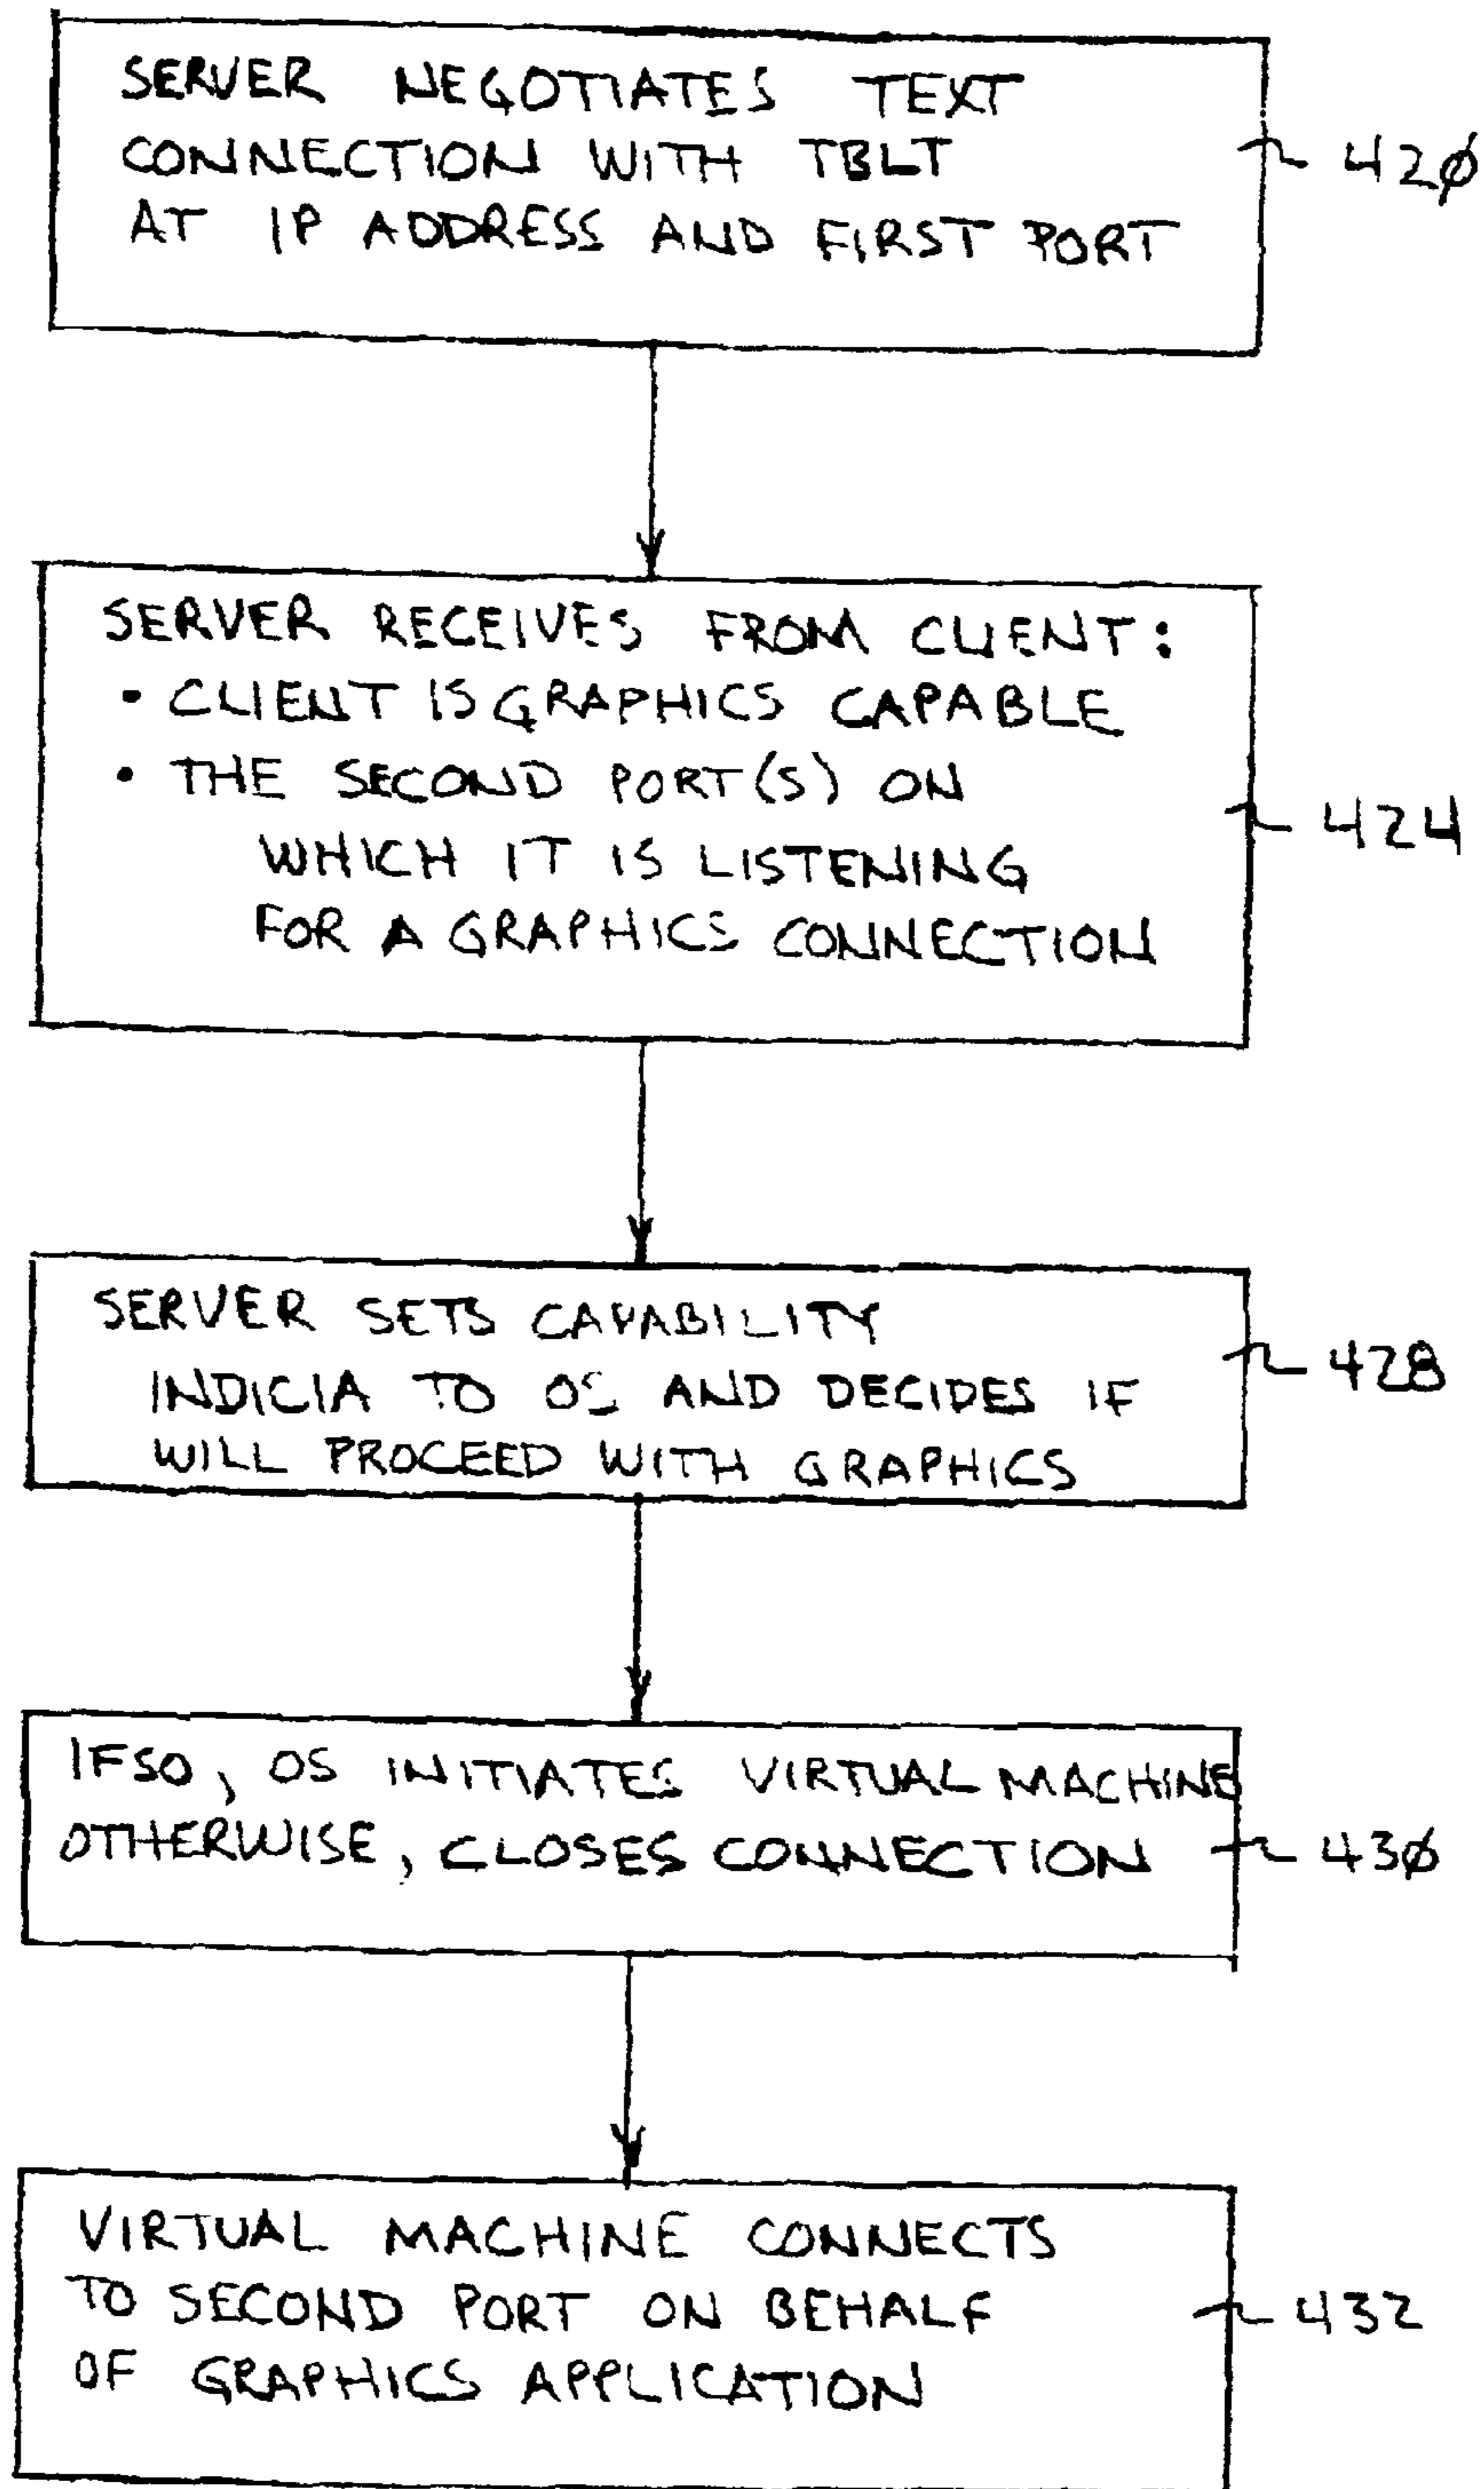 SERVER NEGOTIATES TEXT
CONNECTION WITH TBLT
AT IP ADDRESS AND FIRST PORT
420
SERVER RECEIVES FROM CLIENT:
• CLIENT IS GRAPHICS CAPABLE
• THE SECOND PORT(S) ON
WHICH IT IS LISTENING
FOR A GRAPHICS CONNECTION
424
SERVER SETS CAPABILITY
INDICIA TO OS AND DECIDES IF
WILL PROCEED WITH GRAPHICS
428
IF SO, OS INITIATES VIRTUAL MACHINE
OTHERWISE, CLOSES CONNECTION
430
VIRTUAL MACHINE CONNECTS
TO SECOND PORT ON BEHALF
OF GRAPHICS APPLICATION
432